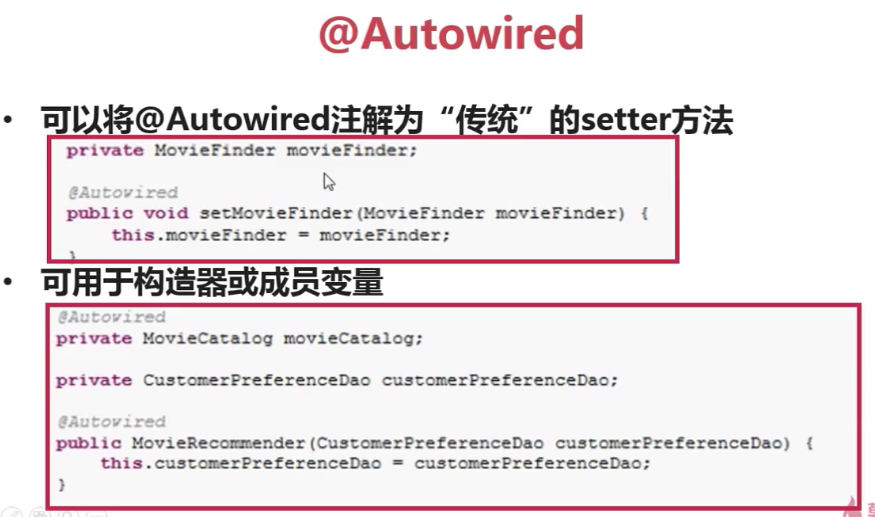 @Autowired
• 可以将@Autowired注解为“传统”的setter方法
private MovieFinder movieFinder;
@Autowired
public void setMovieFinder(MovieFinder movieFinder) {
this.movieFinder = movieFinder;
}
• 可用于构造器或成员变量
@Autowired
private MovieCatalog movieCatalog;
private CustomerPreferenceDao customerPreferenceDao;
@Autowired
public MovieRecommender(CustomerPreferenceDao customerPreferenceDao) {
this.customerPreferenceDao = customerPreferenceDao;
}